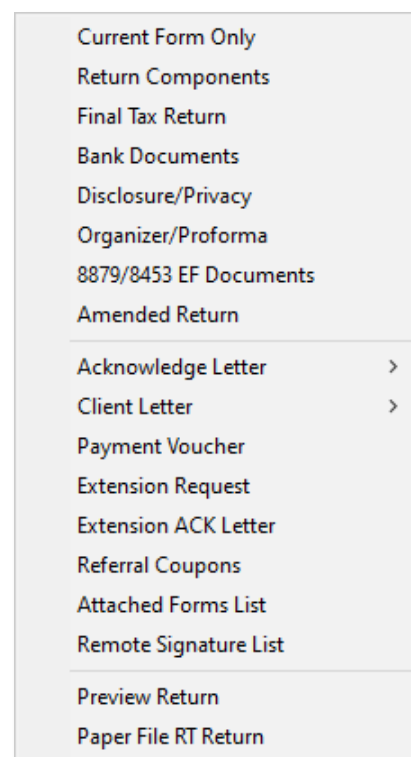 Current Form Only
Return Components
Final Tax Return
Bank Documents
Disclosure/Privacy
Organizer/Proforma
8879/8453 EF Documents
Amended Return
Acknowledge Letter
Client Letter
Payment Voucher
Extension Request
Extension ACK Letter
Referral Coupons
Attached Forms List
Remote Signature List
Preview Return
Paper File RT Return